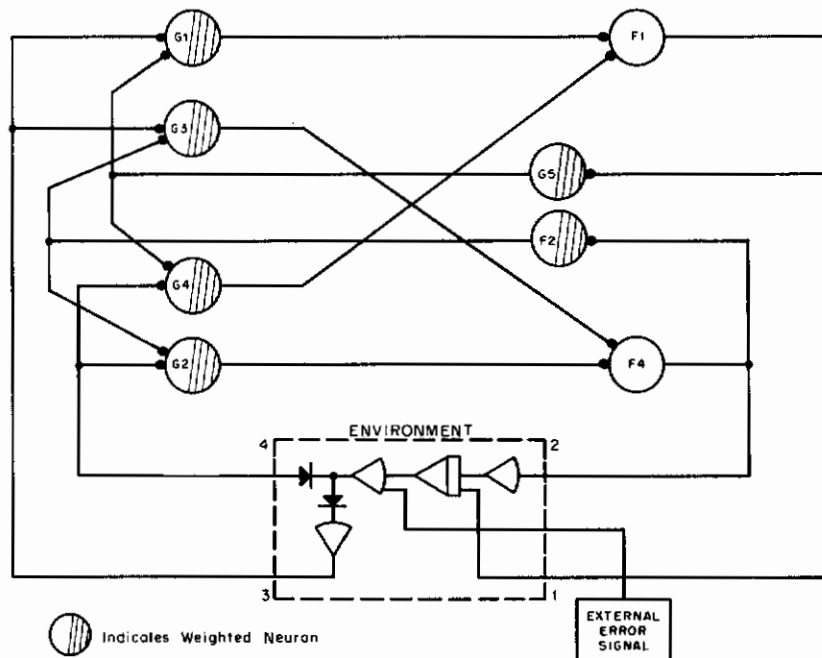 G1
F1
G3
G5
F2
G4
G2
F4
ENVIRONMENT
4
2
3
1
EXTERNAL
ERROR
SIGNAL
Indicates Weighted Neuron